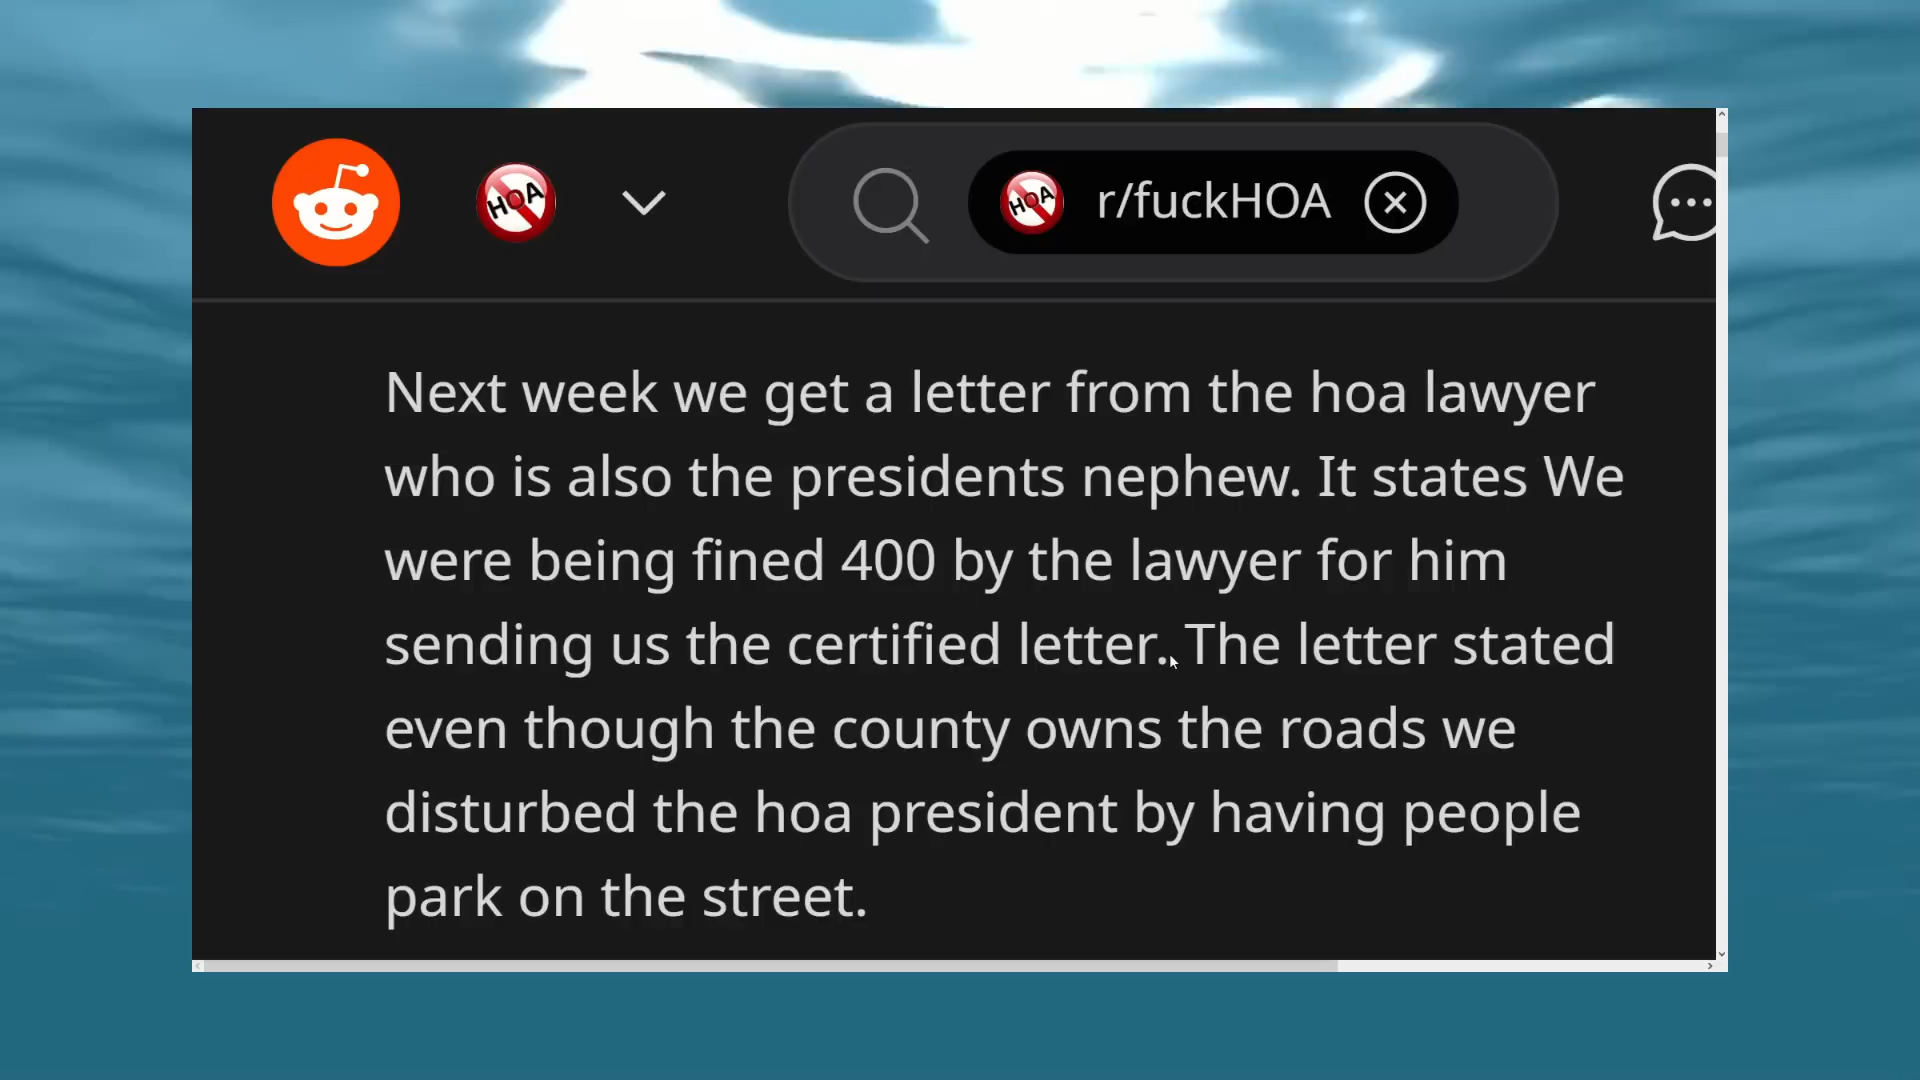 HOA
HOA r/fuckHOA
Next week we get a letter from the hoa lawyer
who is also the presidents nephew. It states We
were being fined 400 by the lawyer for him
sending us the certified letter. The letter stated
even though the county owns the roads we
disturbed the hoa president by having people
park on the street.